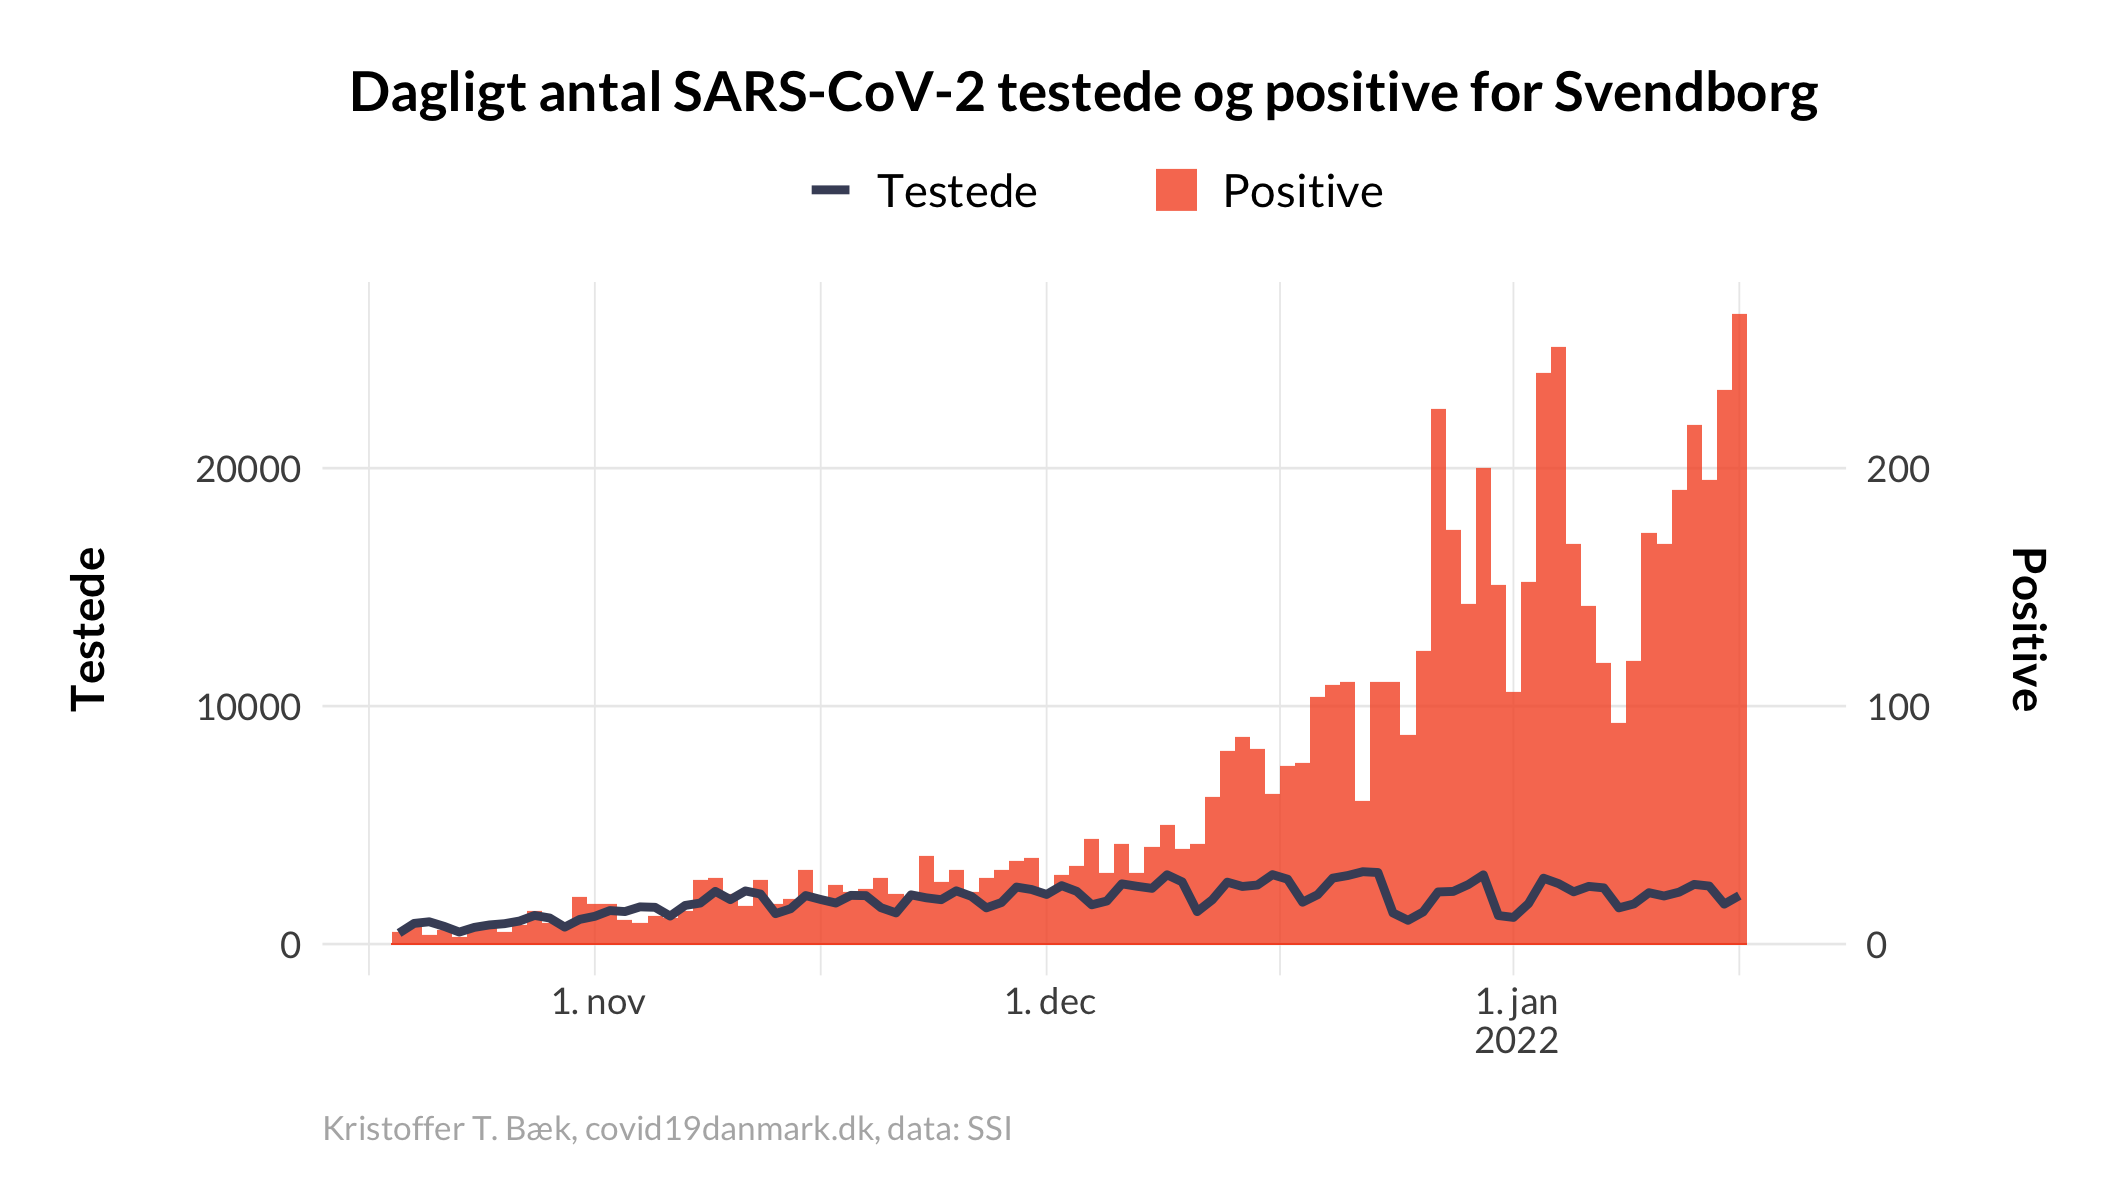 Dagligt antal SARS-CoV-2 testede og positive for Svendborg
Testede
Positive
Testede
20000
10000
0
200
100
0
Positive
1. nov
1. dec
1. jan
2022
Kristoffer T. Bæk, covid19danmark.dk, data: SSI